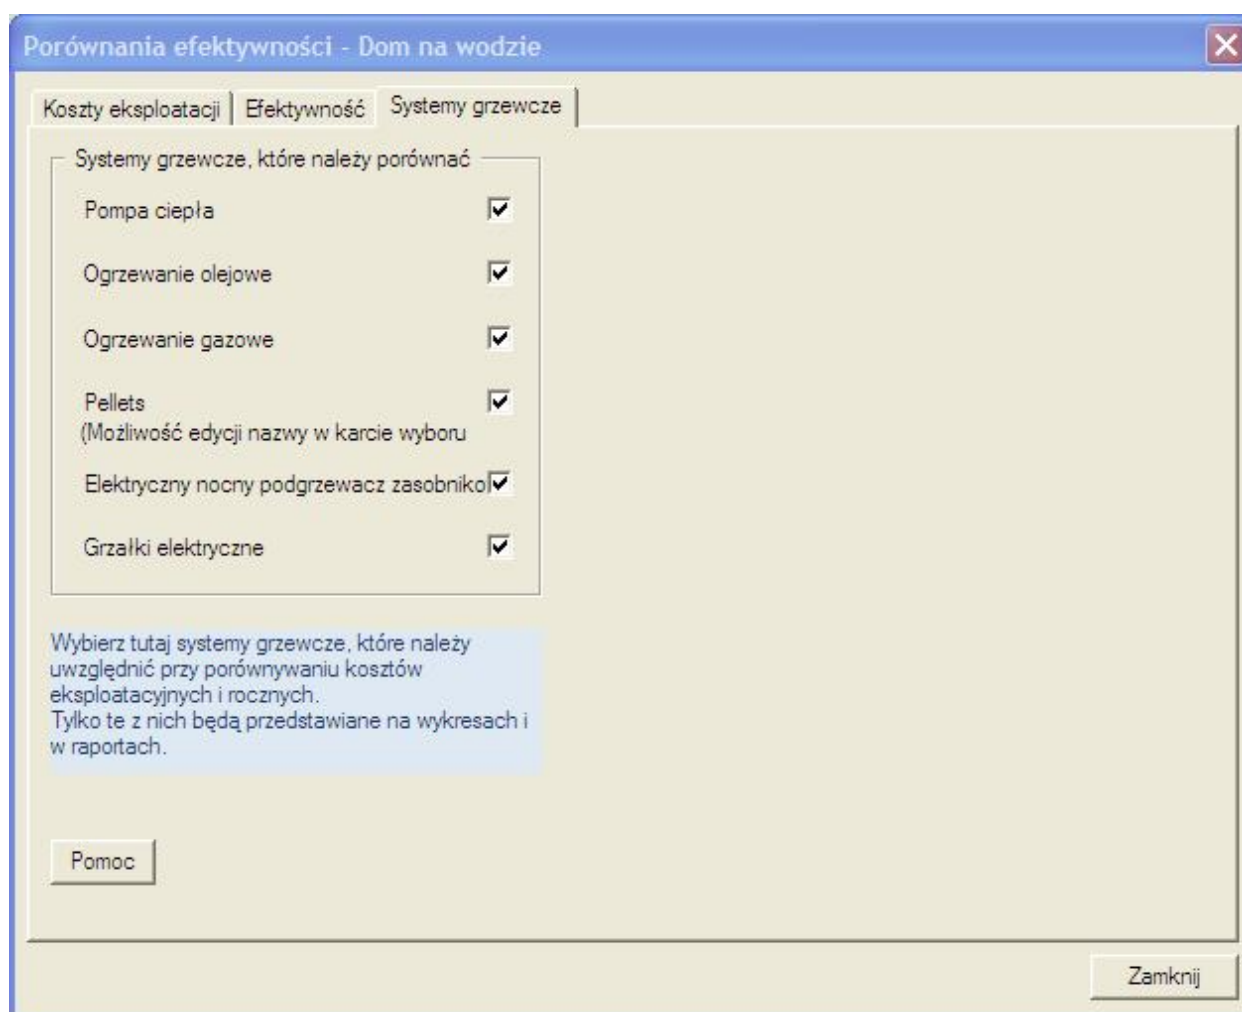 Porównania efektywności - Dom na wodzie
Koszty eksploatacji Efektywność Systemy grzewcze
Systemy grzewcze, które należy porównać
Pompa ciepła
Ogrzewanie olejowe
Ogrzewanie gazowe
Pellets
(Możliwość edycji nazwy w karcie wyboru
Elektryczny nocny podgrzewacz zasobniko
Grzałki elektryczne
Wybierz tutaj systemy grzewcze, które należy
uwzględnić przy porównywaniu kosztów
eksploatacyjnych i rocznych.
Tylko te z nich będą przedstawiane na wykresach i
w raportach.
Pomoc
Zamknij